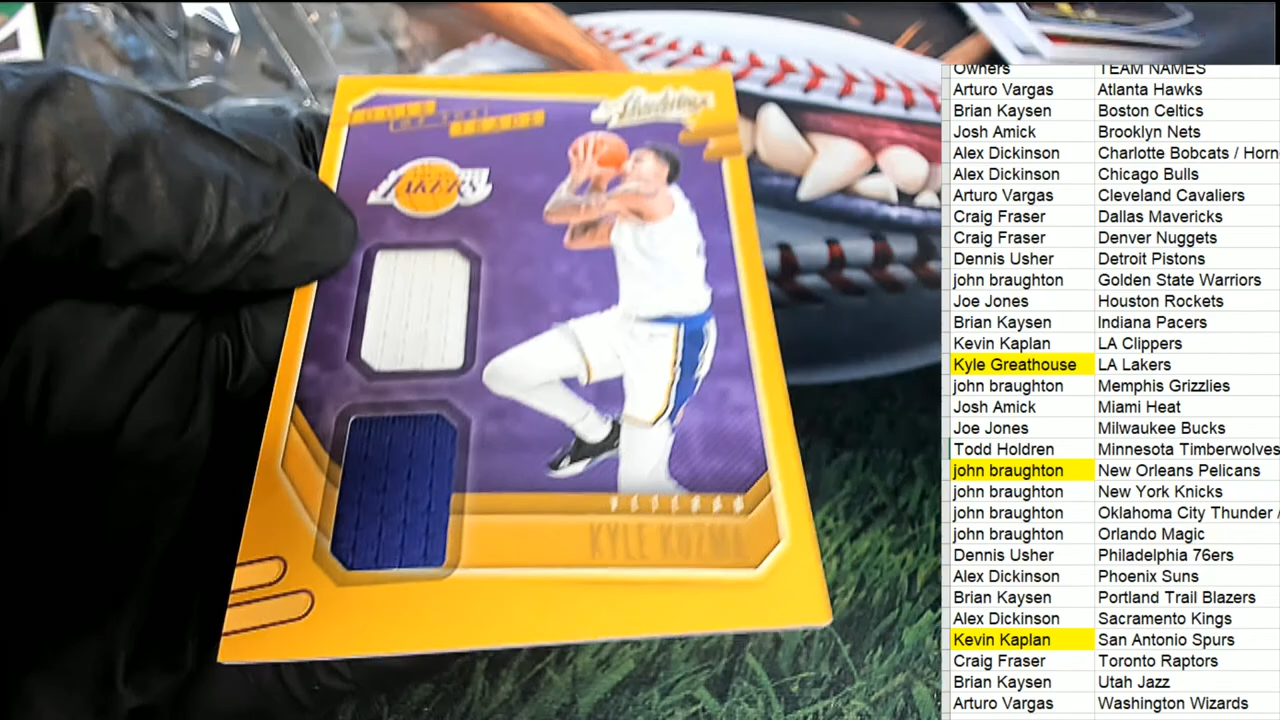 TOOLS
OF THE
TRADE
Absolute
LAKERS
VETERAN
KYLE KUZMA
Owners TEAM NAMES
Arturo Vargas Atlanta Hawks
Brian Kaysen Boston Celtics
Josh Amick Brooklyn Nets
Alex Dickinson Charlotte Bobcats / Horn
Alex Dickinson Chicago Bulls
Arturo Vargas Cleveland Cavaliers
Craig Fraser Dallas Mavericks
Craig Fraser Denver Nuggets
Dennis Usher Detroit Pistons
john braughton Golden State Warriors
Joe Jones Houston Rockets
Brian Kaysen Indiana Pacers
Kevin Kaplan LA Clippers
Kyle Greathouse LA Lakers
john braughton Memphis Grizzlies
Josh Amick Miami Heat
Joe Jones Milwaukee Bucks
Todd Holdren Minnesota Timberwolves
john braughton New Orleans Pelicans
john braughton New York Knicks
john braughton Oklahoma City Thunder /
john braughton Orlando Magic
Dennis Usher Philadelphia 76ers
Alex Dickinson Phoenix Suns
Brian Kaysen Portland Trail Blazers
Alex Dickinson Sacramento Kings
Kevin Kaplan San Antonio Spurs
Craig Fraser Toronto Raptors
Brian Kaysen Utah Jazz
Arturo Vargas Washington Wizards